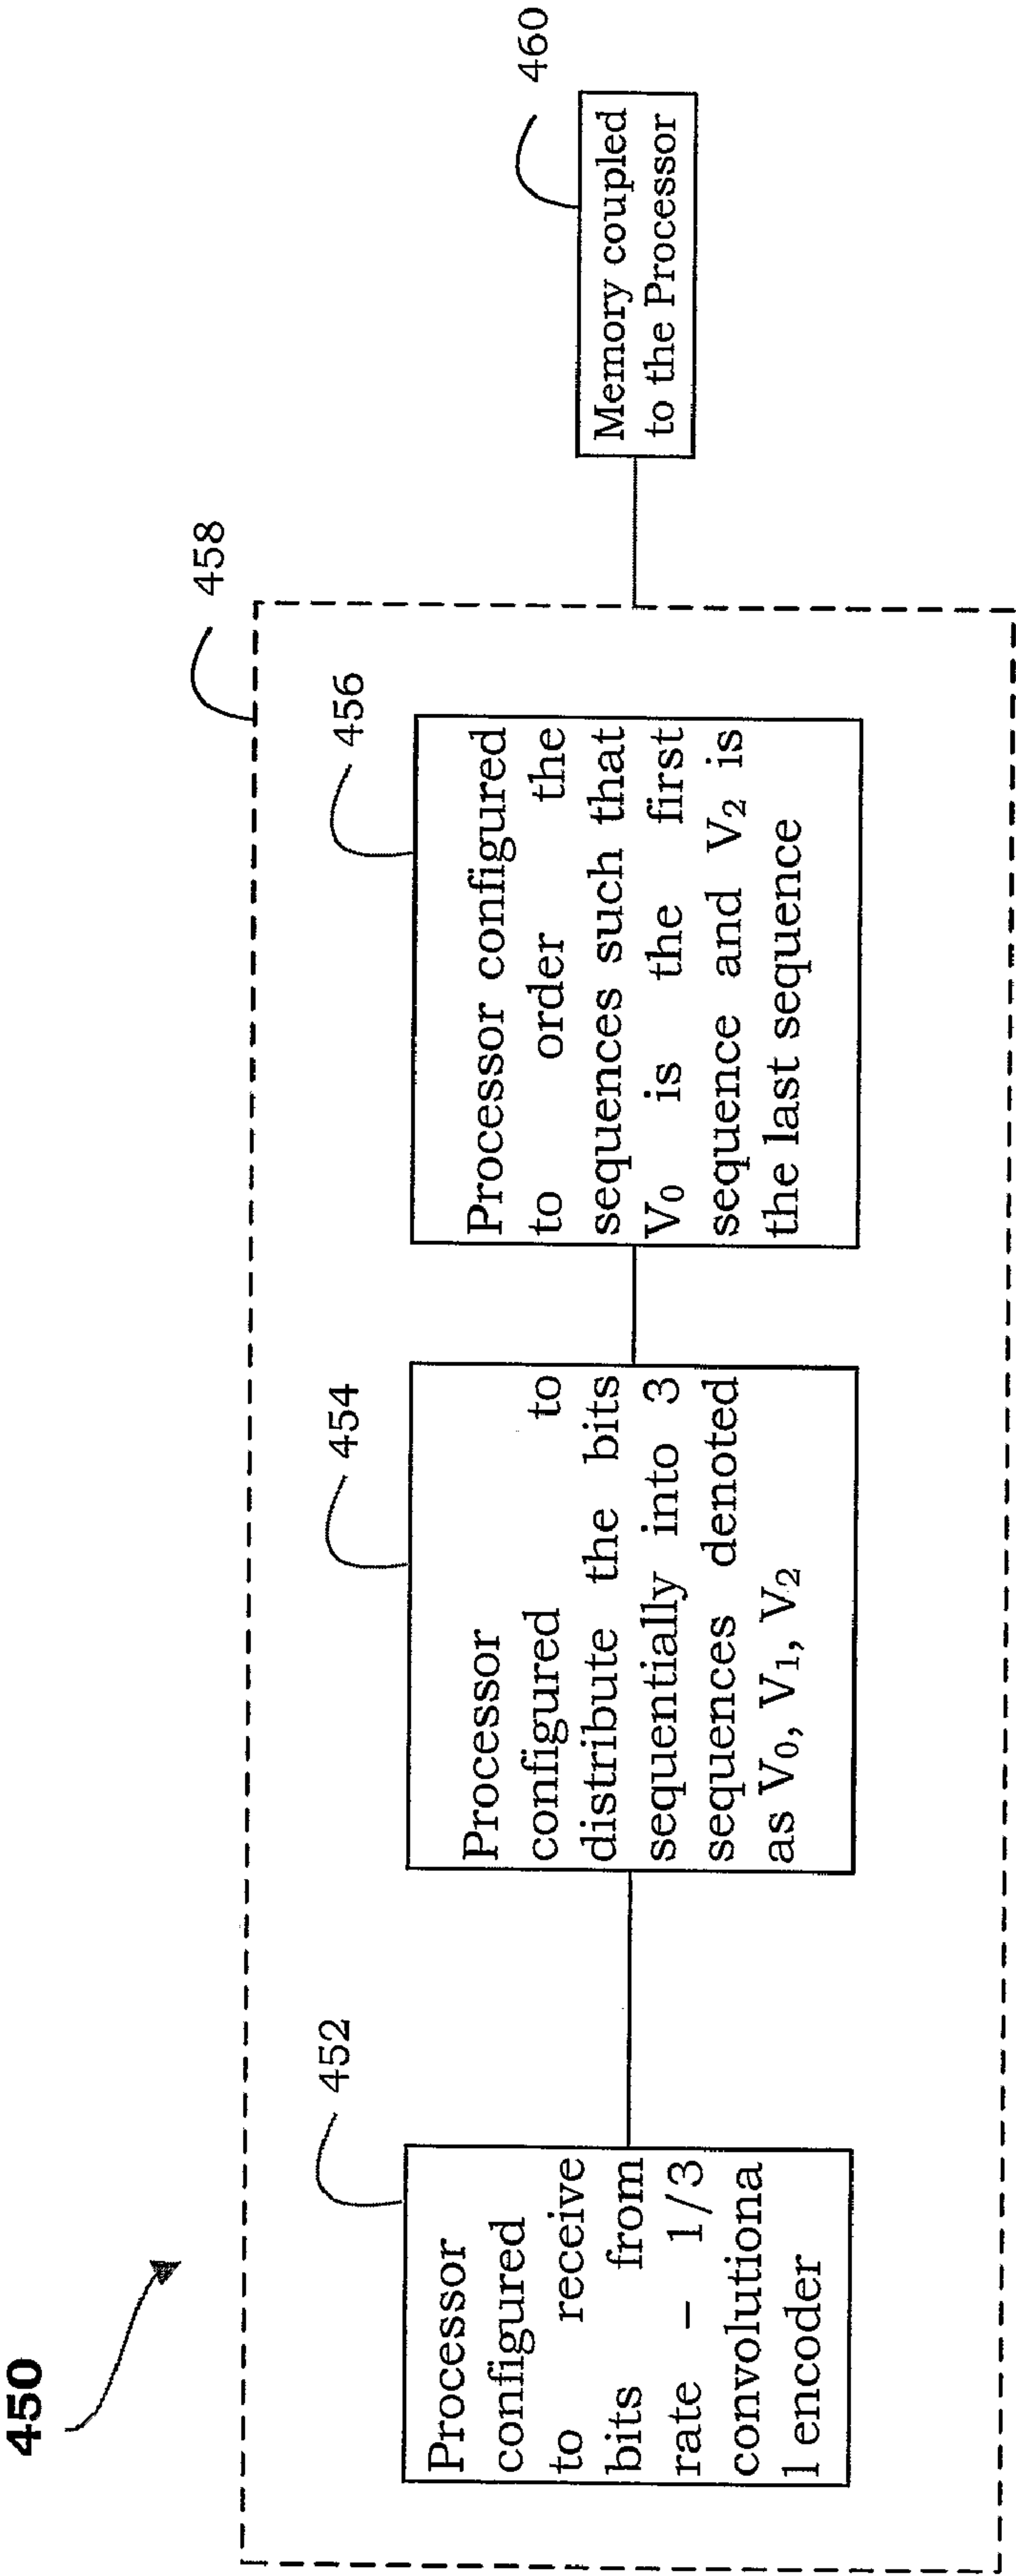 450
458
460
452
Processor
configured
to receive
bits from
rate – 1/3
convolutiona
l encoder
454
Processor
configured to
distribute the bits
sequentially into 3
sequences denoted
as V₀, V₁, V₂
456
Processor configured
to order the
sequences such that
V₀ is the first
sequence and V₂ is
the last sequence
Memory coupled
to the Processor